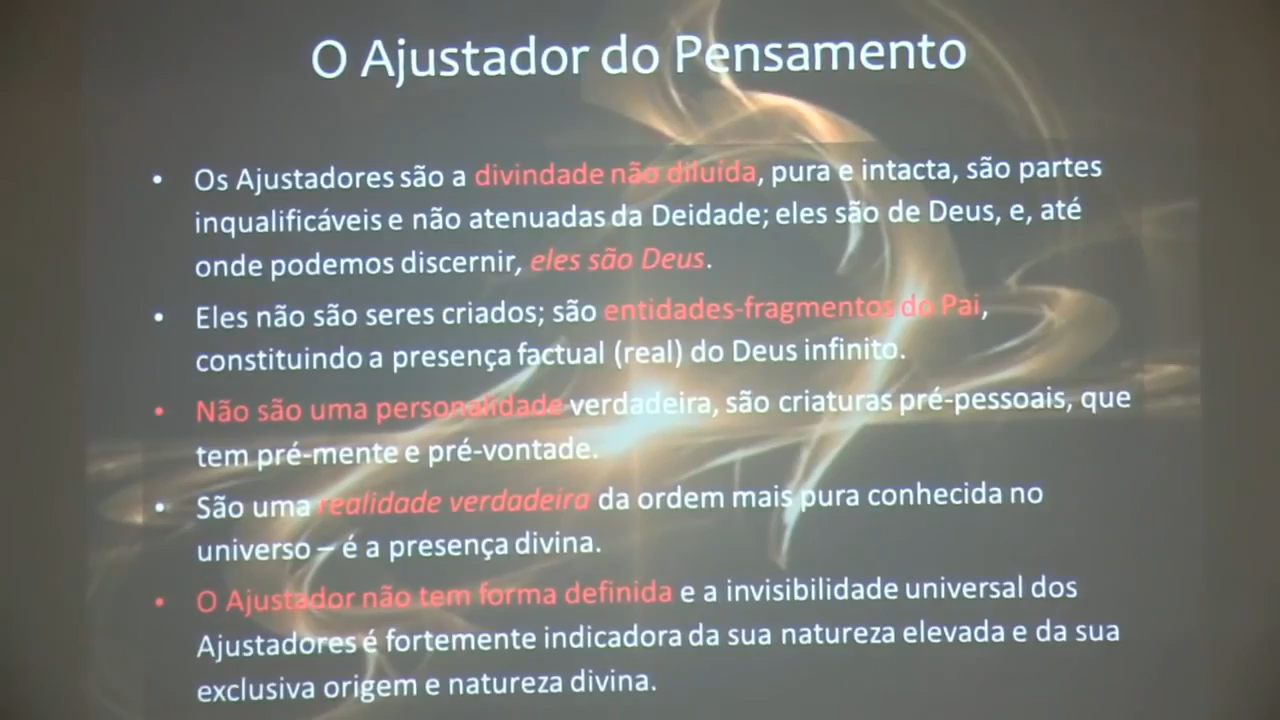 O Ajustador do Pensamento
• Os Ajustadores são a divindade não diluída, pura e intacta, são partes
inqualificáveis e não atenuadas da Deidade; eles são de Deus, e, até
onde podemos discernir, eles são Deus.
• Eles não são seres criados; são entidades-fragmentos do Pai,
constituindo a presença factual (real) do Deus infinito.
• Não são uma personalidade verdadeira, são criaturas pré-pessoais, que
tem pré-mente e pré-vontade.
• São uma realidade verdadeira da ordem mais pura conhecida no
universo – é a presença divina.
• O Ajustador não tem forma definida e a invisibilidade universal dos
Ajustadores é fortemente indicadora da sua natureza elevada e da sua
exclusiva origem e natureza divina.